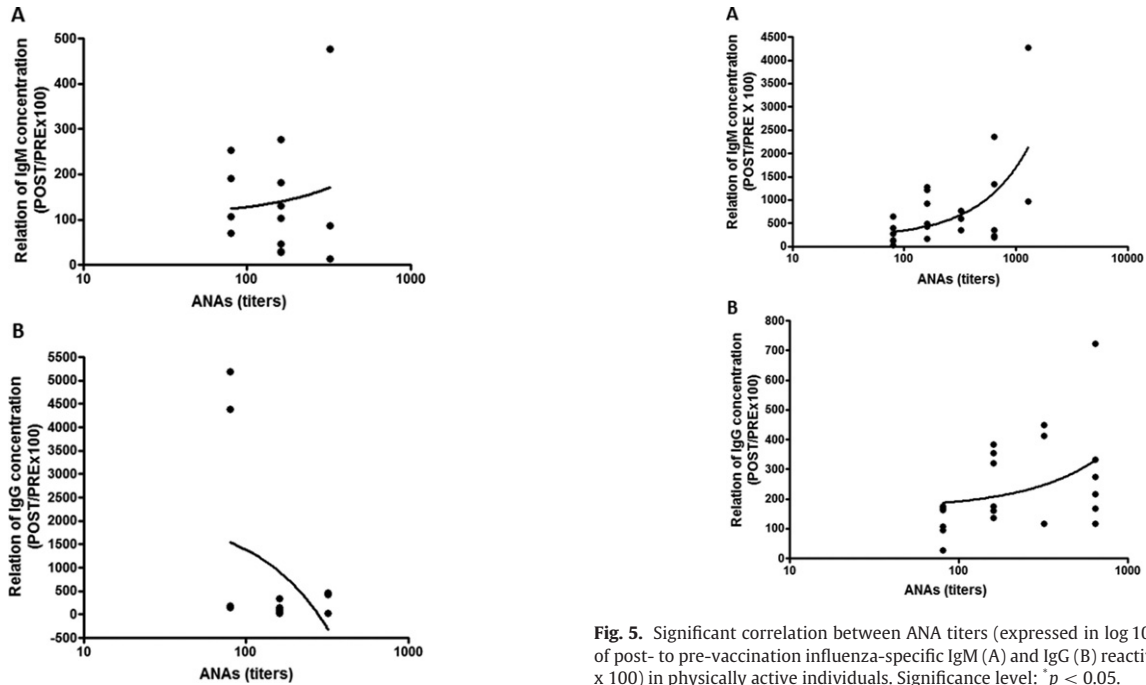 A
Relation of IgM concentration
(POST/PREx100)
500
400
300
200
100
0
10
100
1000
ANAs (titers)
B
Relation of IgG concentration
(POST/PREx100)
5500
5000
4500
4000
3500
3000
2500
2000
1500
1000
500
0
-500
10
100
1000
ANAs (titers)
A
Relation of IgM concentration
(POST/PRE X 100)
4500
4000
3500
3000
2500
2000
1500
1000
500
0
10
100
1000
10000
ANAs (titers)
B
Relation of IgG concentration
(POST/PREx100)
800
700
600
500
400
300
200
100
0
10
100
1000
ANAs (titers)
Fig. 5. Significant correlation between ANA titers (expressed in log 10
of post- to pre-vaccination influenza-specific IgM (A) and IgG (B) reacti
x 100) in physically active individuals. Significance level: *p < 0.05.